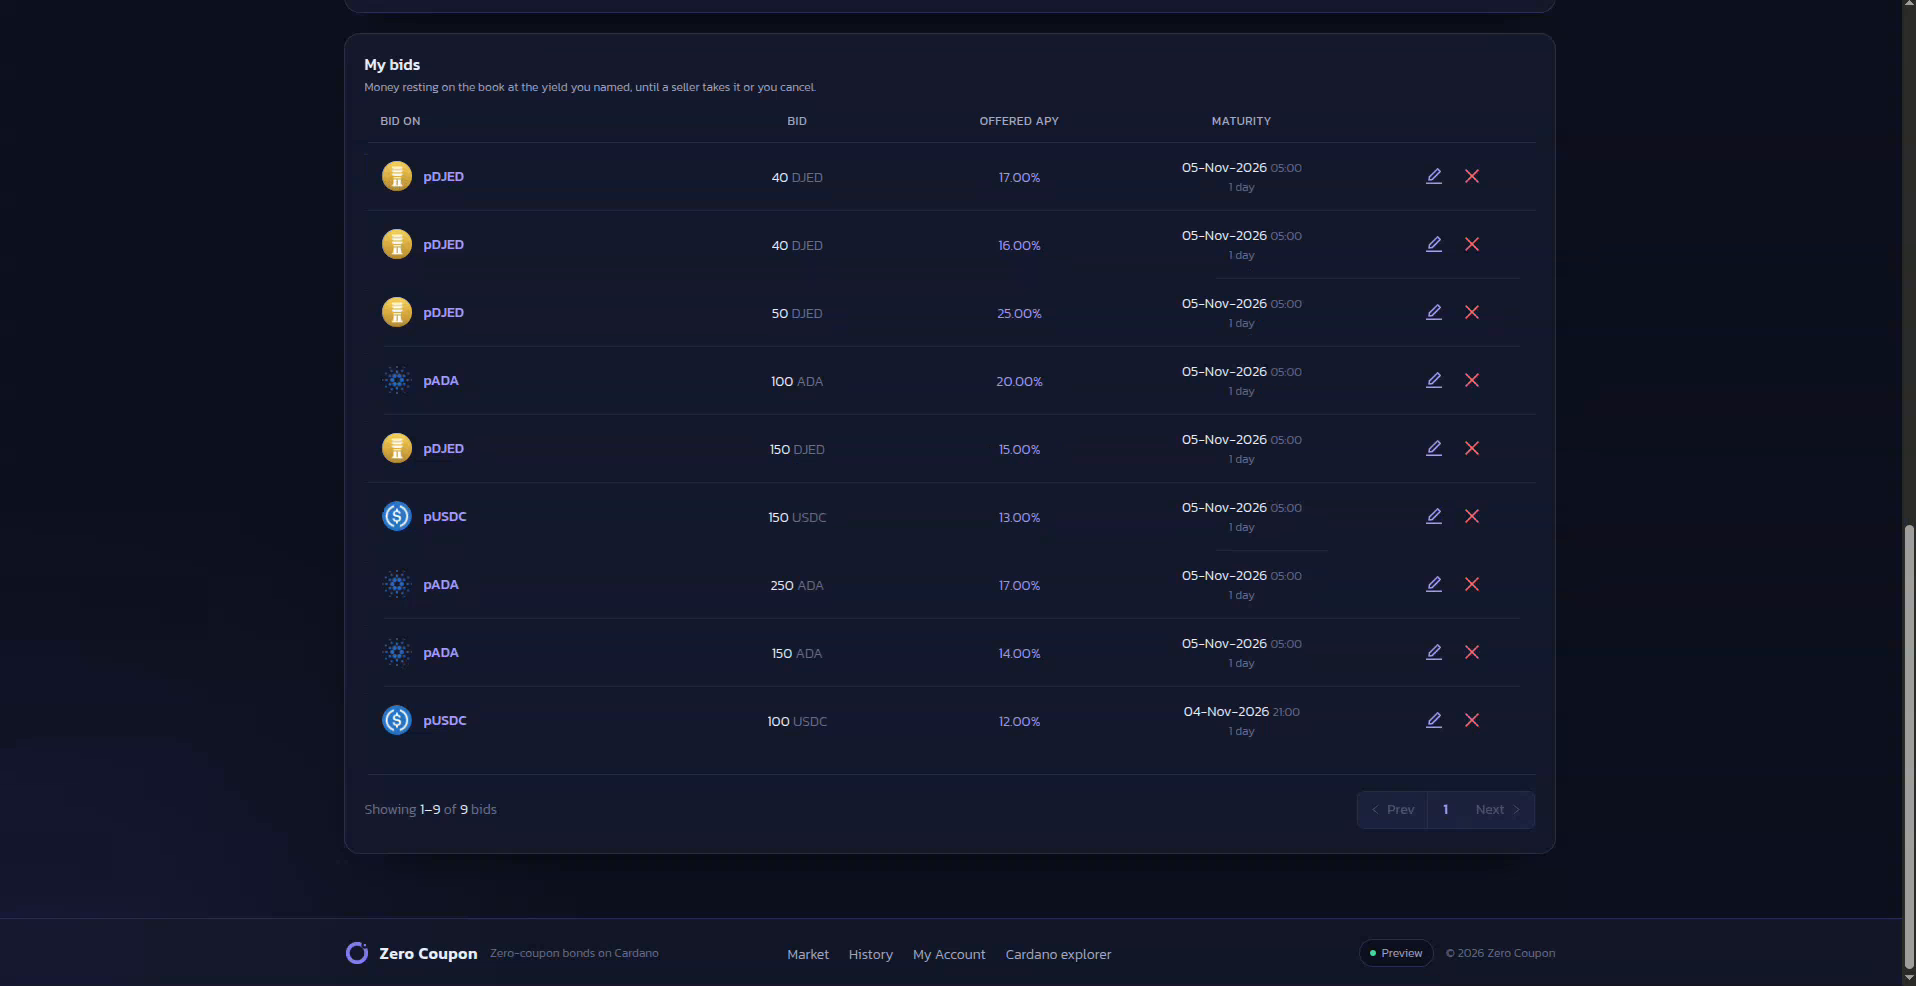 My bids
Money resting on the book at the yield you named, until a seller takes it or you cancel.
BID ON BID OFFERED APY MATURITY
pDJED 40 DJED 17.00% 05-Nov-2026 05:00
1 day
pDJED 40 DJED 16.00% 05-Nov-2026 05:00
1 day
pDJED 50 DJED 25.00% 05-Nov-2026 05:00
1 day
pADA 100 ADA 20.00% 05-Nov-2026 05:00
1 day
pDJED 150 DJED 15.00% 05-Nov-2026 05:00
1 day
pUSDC 150 USDC 13.00% 05-Nov-2026 05:00
1 day
pADA 250 ADA 17.00% 05-Nov-2026 05:00
1 day
pADA 150 ADA 14.00% 05-Nov-2026 05:00
1 day
pUSDC 100 USDC 12.00% 04-Nov-2026 21:00
1 day
Showing 1–9 of 9 bids Prev 1 Next
Zero Coupon Zero-coupon bonds on Cardano Market History My Account Cardano explorer Preview © 2026 Zero Coupon